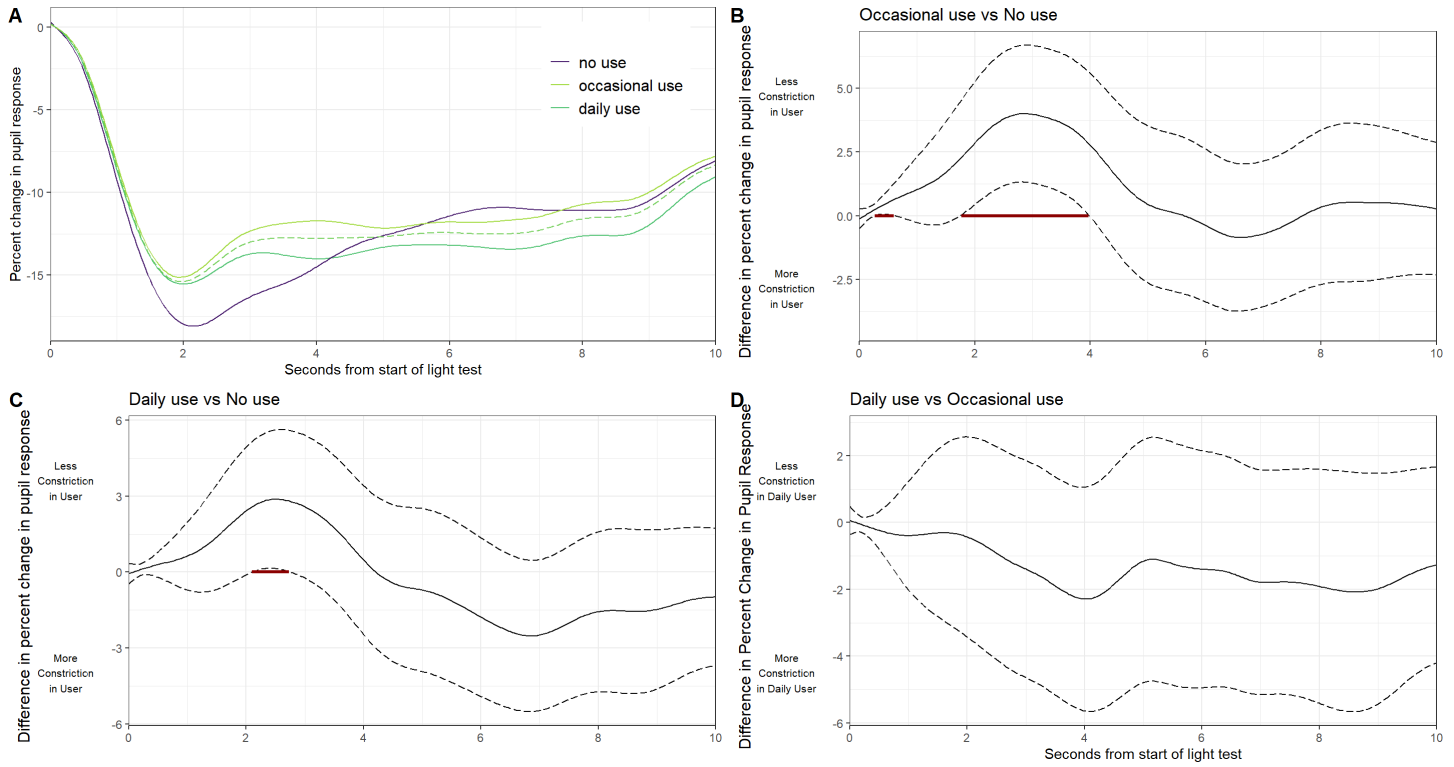 A
0
-5
-10
-15
Percent change in pupil response
no use
occasional use
daily use
0 2 4 6 8 10
Seconds from start of light test
B
Occasional use vs No use
Difference in percent change in pupil response
Less
Constriction
in User
More
Constriction
in User
5.0
2.5
0.0
-2.5
0 2 4 6 8 10
C
Daily use vs No use
Difference in percent change in pupil response
Less
Constriction
in User
More
Constriction
in User
6
3
0
-3
-6
0 2 4 6 8 10
D
Daily use vs Occasional use
Difference in Percent Change in Pupil Response
Less
Constriction
in Daily User
More
Constriction
in Daily User
2
0
-2
-4
-6
0 2 4 6 8 10
Seconds from start of light test